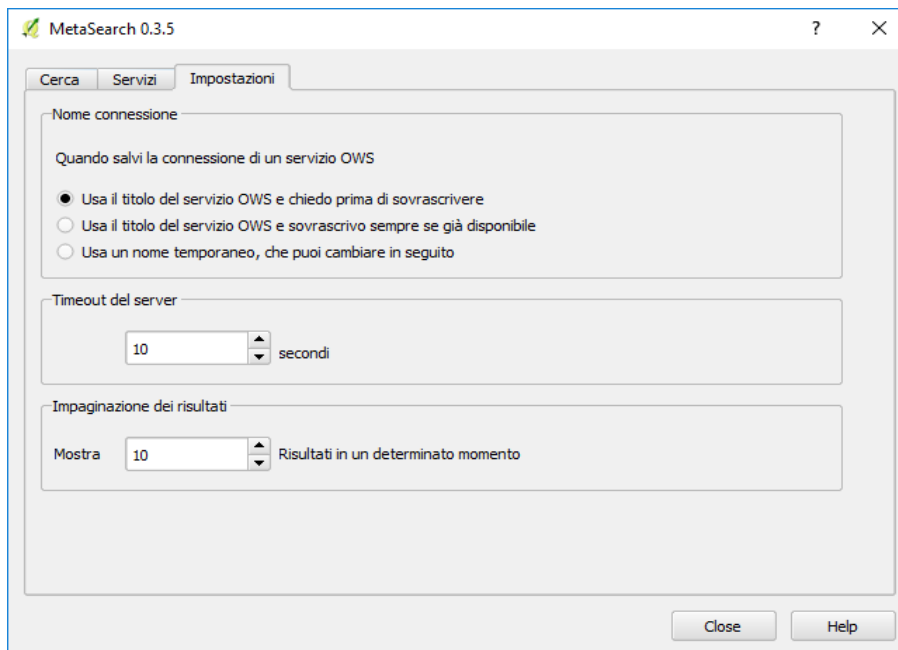 MetaSearch 0.3.5 ?
Cerca Servizi Impostazioni
Nome connessione
Quando salvi la connessione di un servizio OWS
Usa il titolo del servizio OWS e chiedo prima di sovrascrivere
Usa il titolo del servizio OWS e sovrascrivo sempre se già disponibile
Usa un nome temporaneo, che puoi cambiare in seguito
Timeout del server
10 secondi
Impaginazione dei risultati
Mostra 10 Risultati in un determinato momento
Close Help